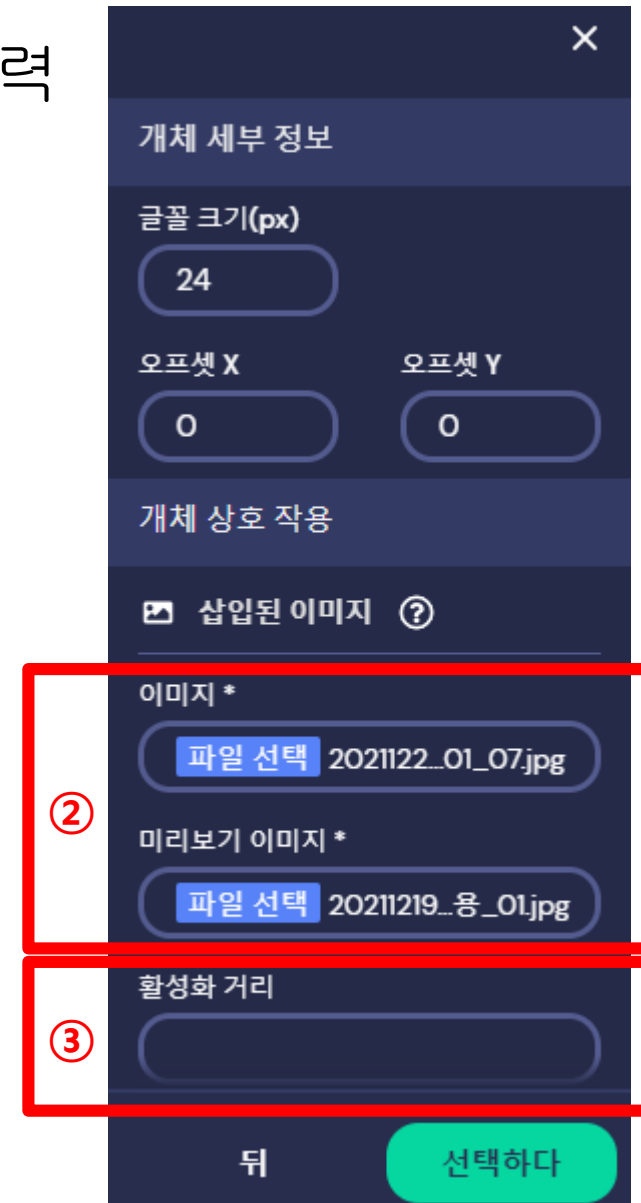 력
개체 세부 정보
글꼴 크기(px)
24
오프셋 X 오프셋 Y
0 0
개체 상호 작용
삽입된 이미지 ?
이미지 *
파일 선택 2021122...01_07.jpg
②
미리보기 이미지 *
파일 선택 20211219...용_01.jpg
활성화 거리
③
뒤 선택하다